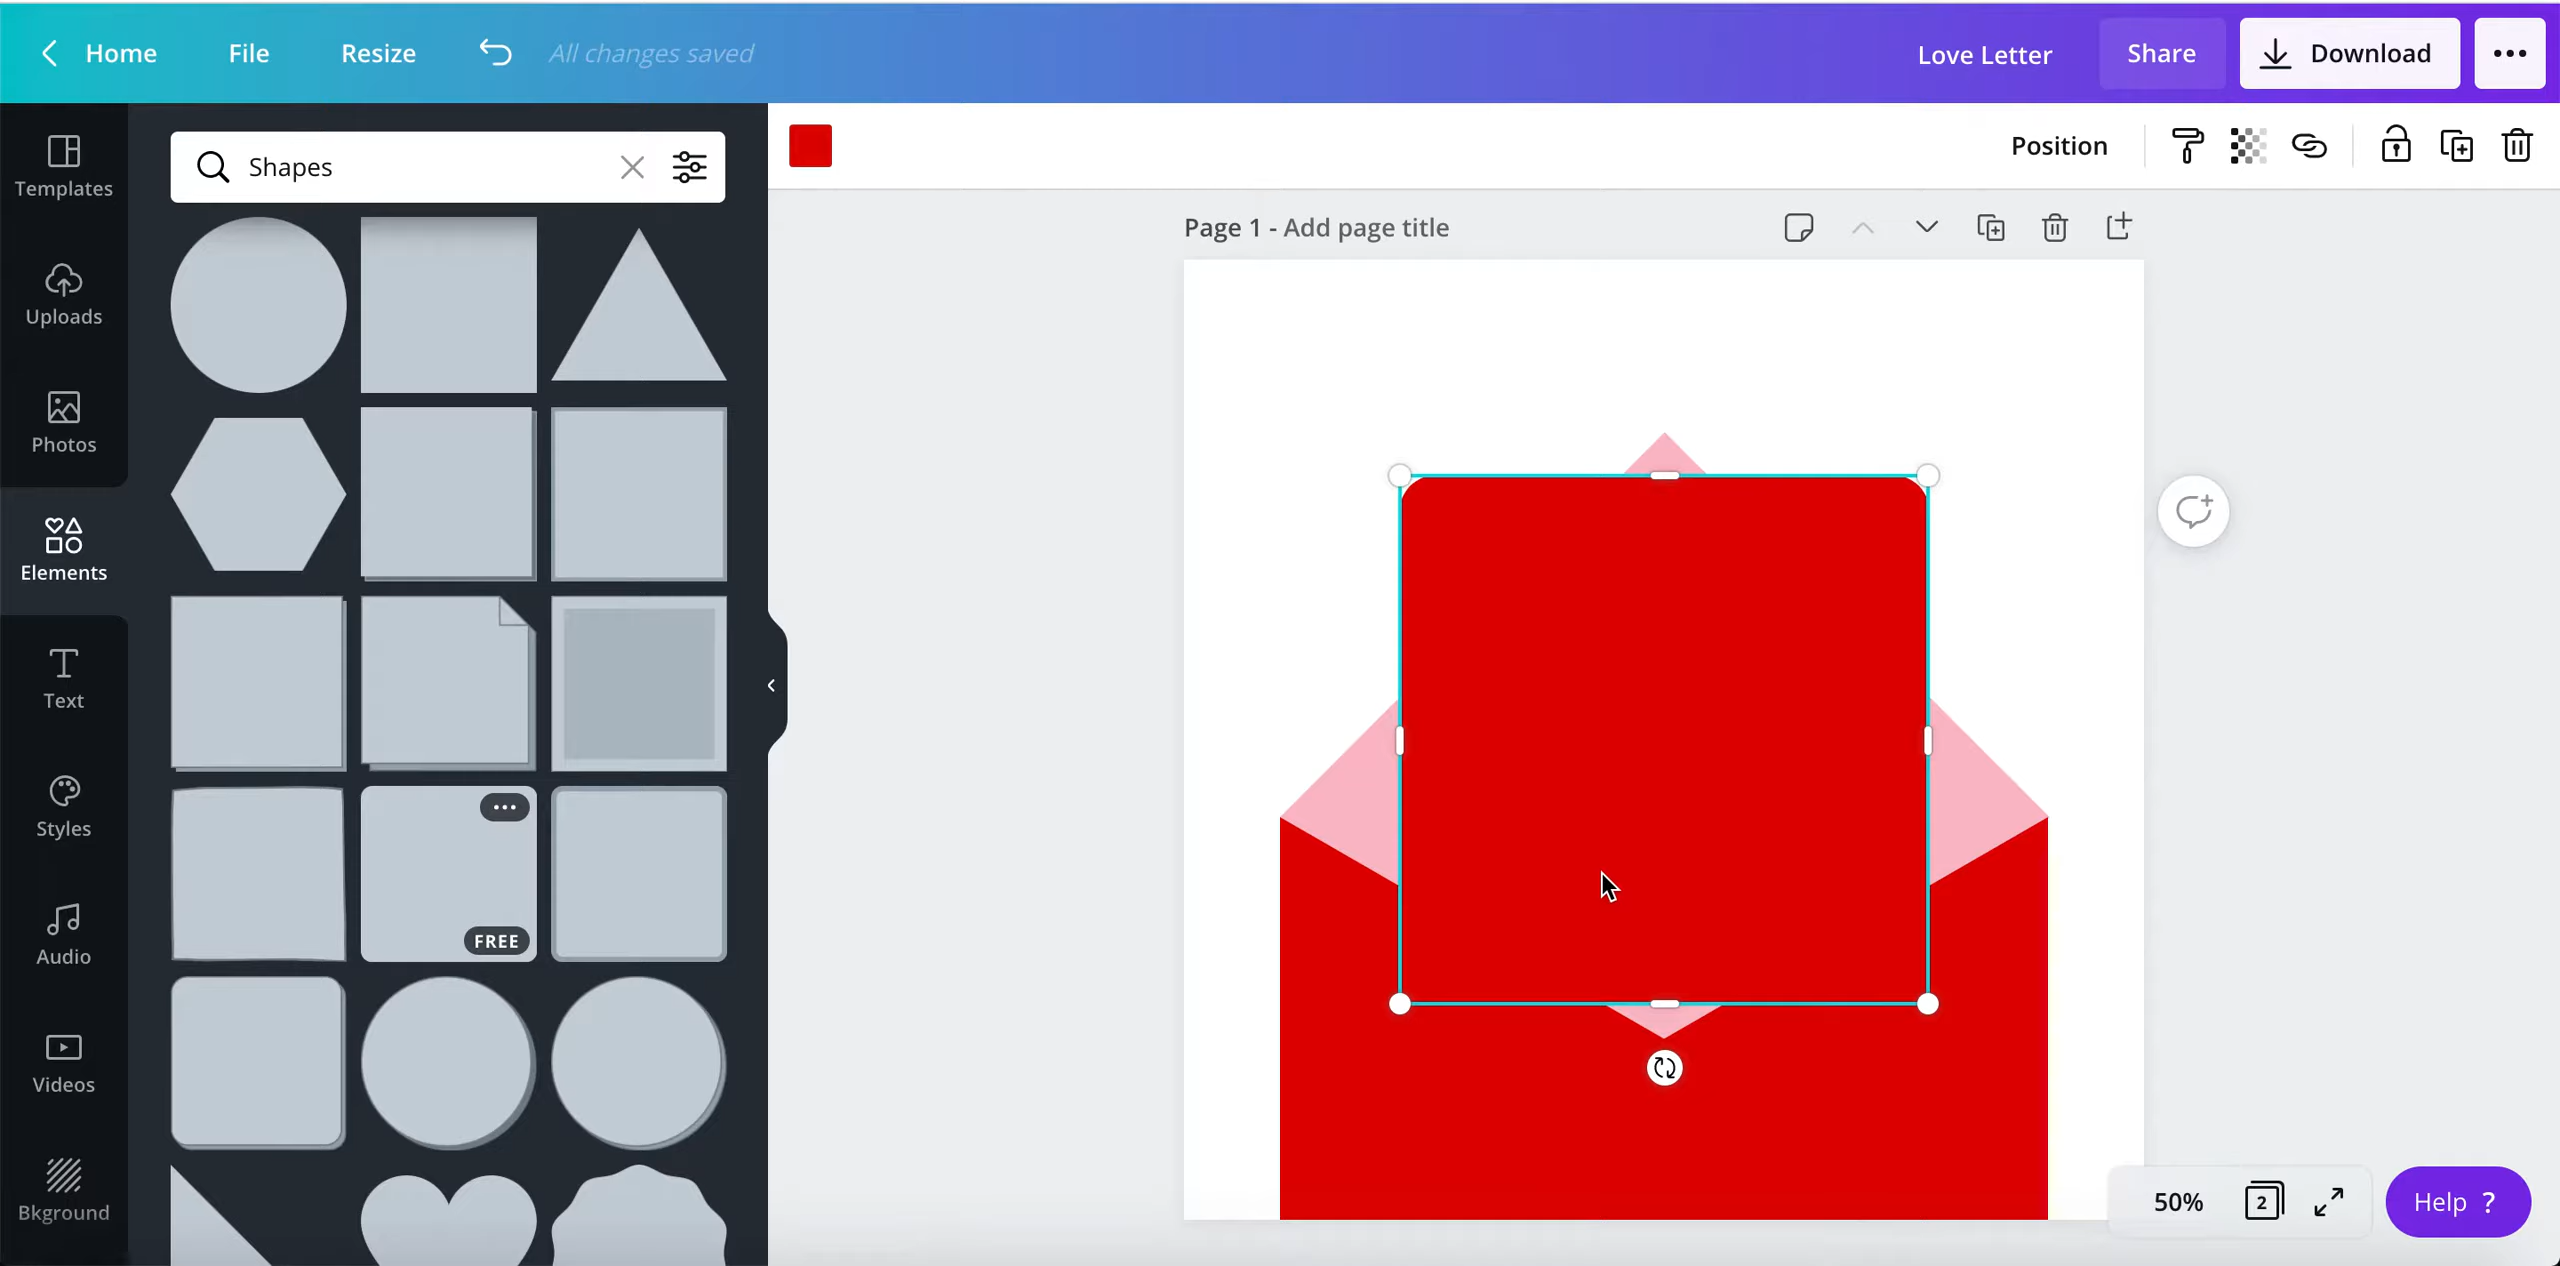 Home File Resize All changes saved Love Letter Share Download
Templates
Uploads
Photos
Elements
Text
Styles
Audio
Videos
Bkground
Shapes
FREE
Position
Page 1 - Add page title
50% 2 Help ?